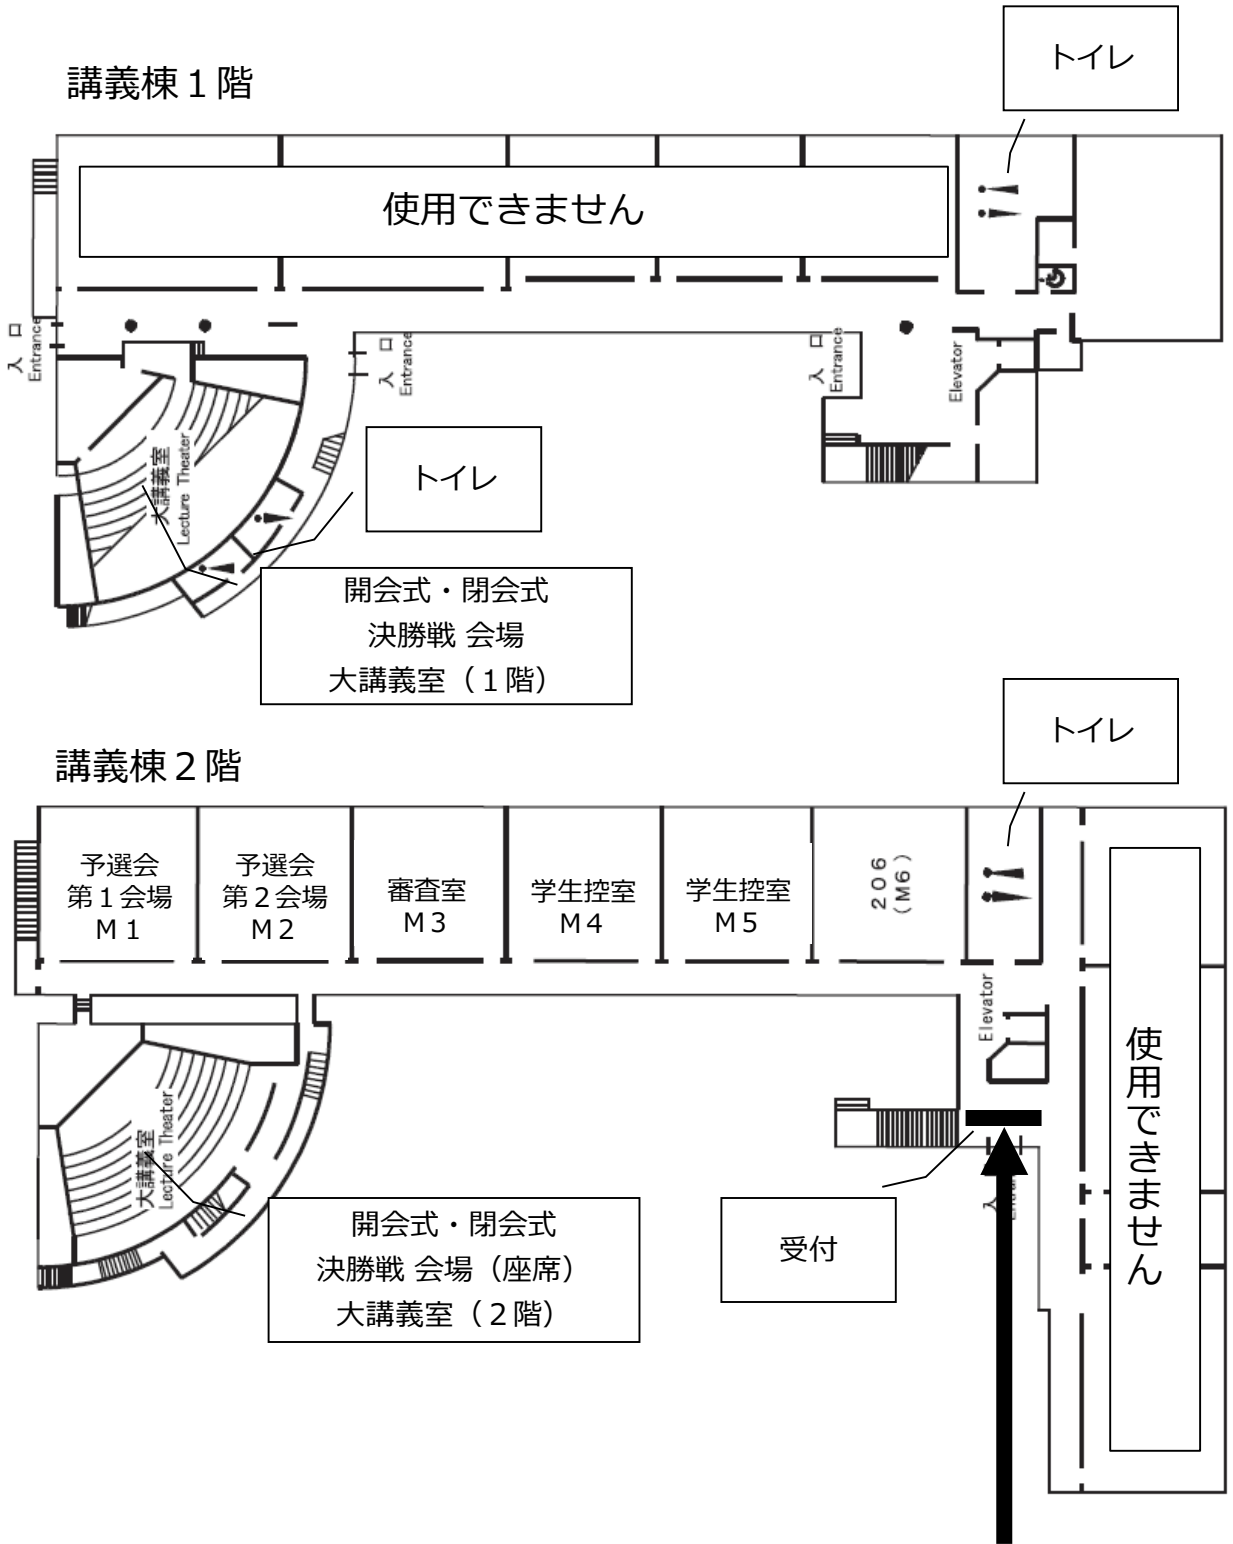 トイレ
講義棟１階
使用できません
入口
Entrance
入口
Entrance
入口
Entrance
Elevator
大講義室
Lecture Theater
トイレ
開会式・閉会式
決勝戦 会場
大講義室（１階）
トイレ
講義棟２階
予選会
第１会場
Ｍ１
予選会
第２会場
Ｍ２
審査室
Ｍ３
学生控室
Ｍ４
学生控室
Ｍ５
２０６
（Ｍ６）
Elevator
使用できません
大講義室
Lecture Theater
開会式・閉会式
決勝戦 会場（座席）
大講義室（２階）
受付
入